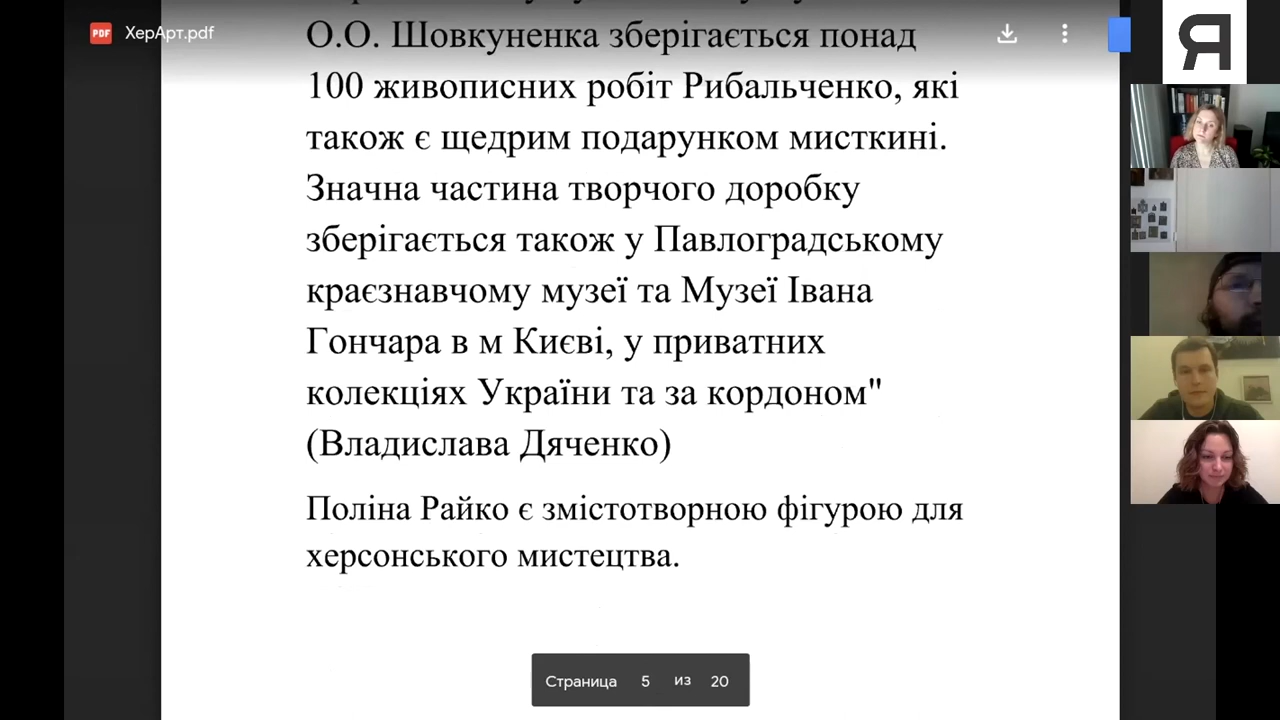 ХерАрт.pdf
О.О. Шовкуненка зберігається понад
100 живописних робіт Рибальченко, які
також є щедрим подарунком мисткині.
Значна частина творчого доробку
зберігається також у Павлоградському
краєзнавчому музеї та Музеї Івана
Гончара в м Києві, у приватних
колекціях України та за кордоном"
(Владислава Дяченко)
Поліна Райко є змістотворною фігурою для
херсонського мистецтва.
Страница 5 из 20
PDF
Я